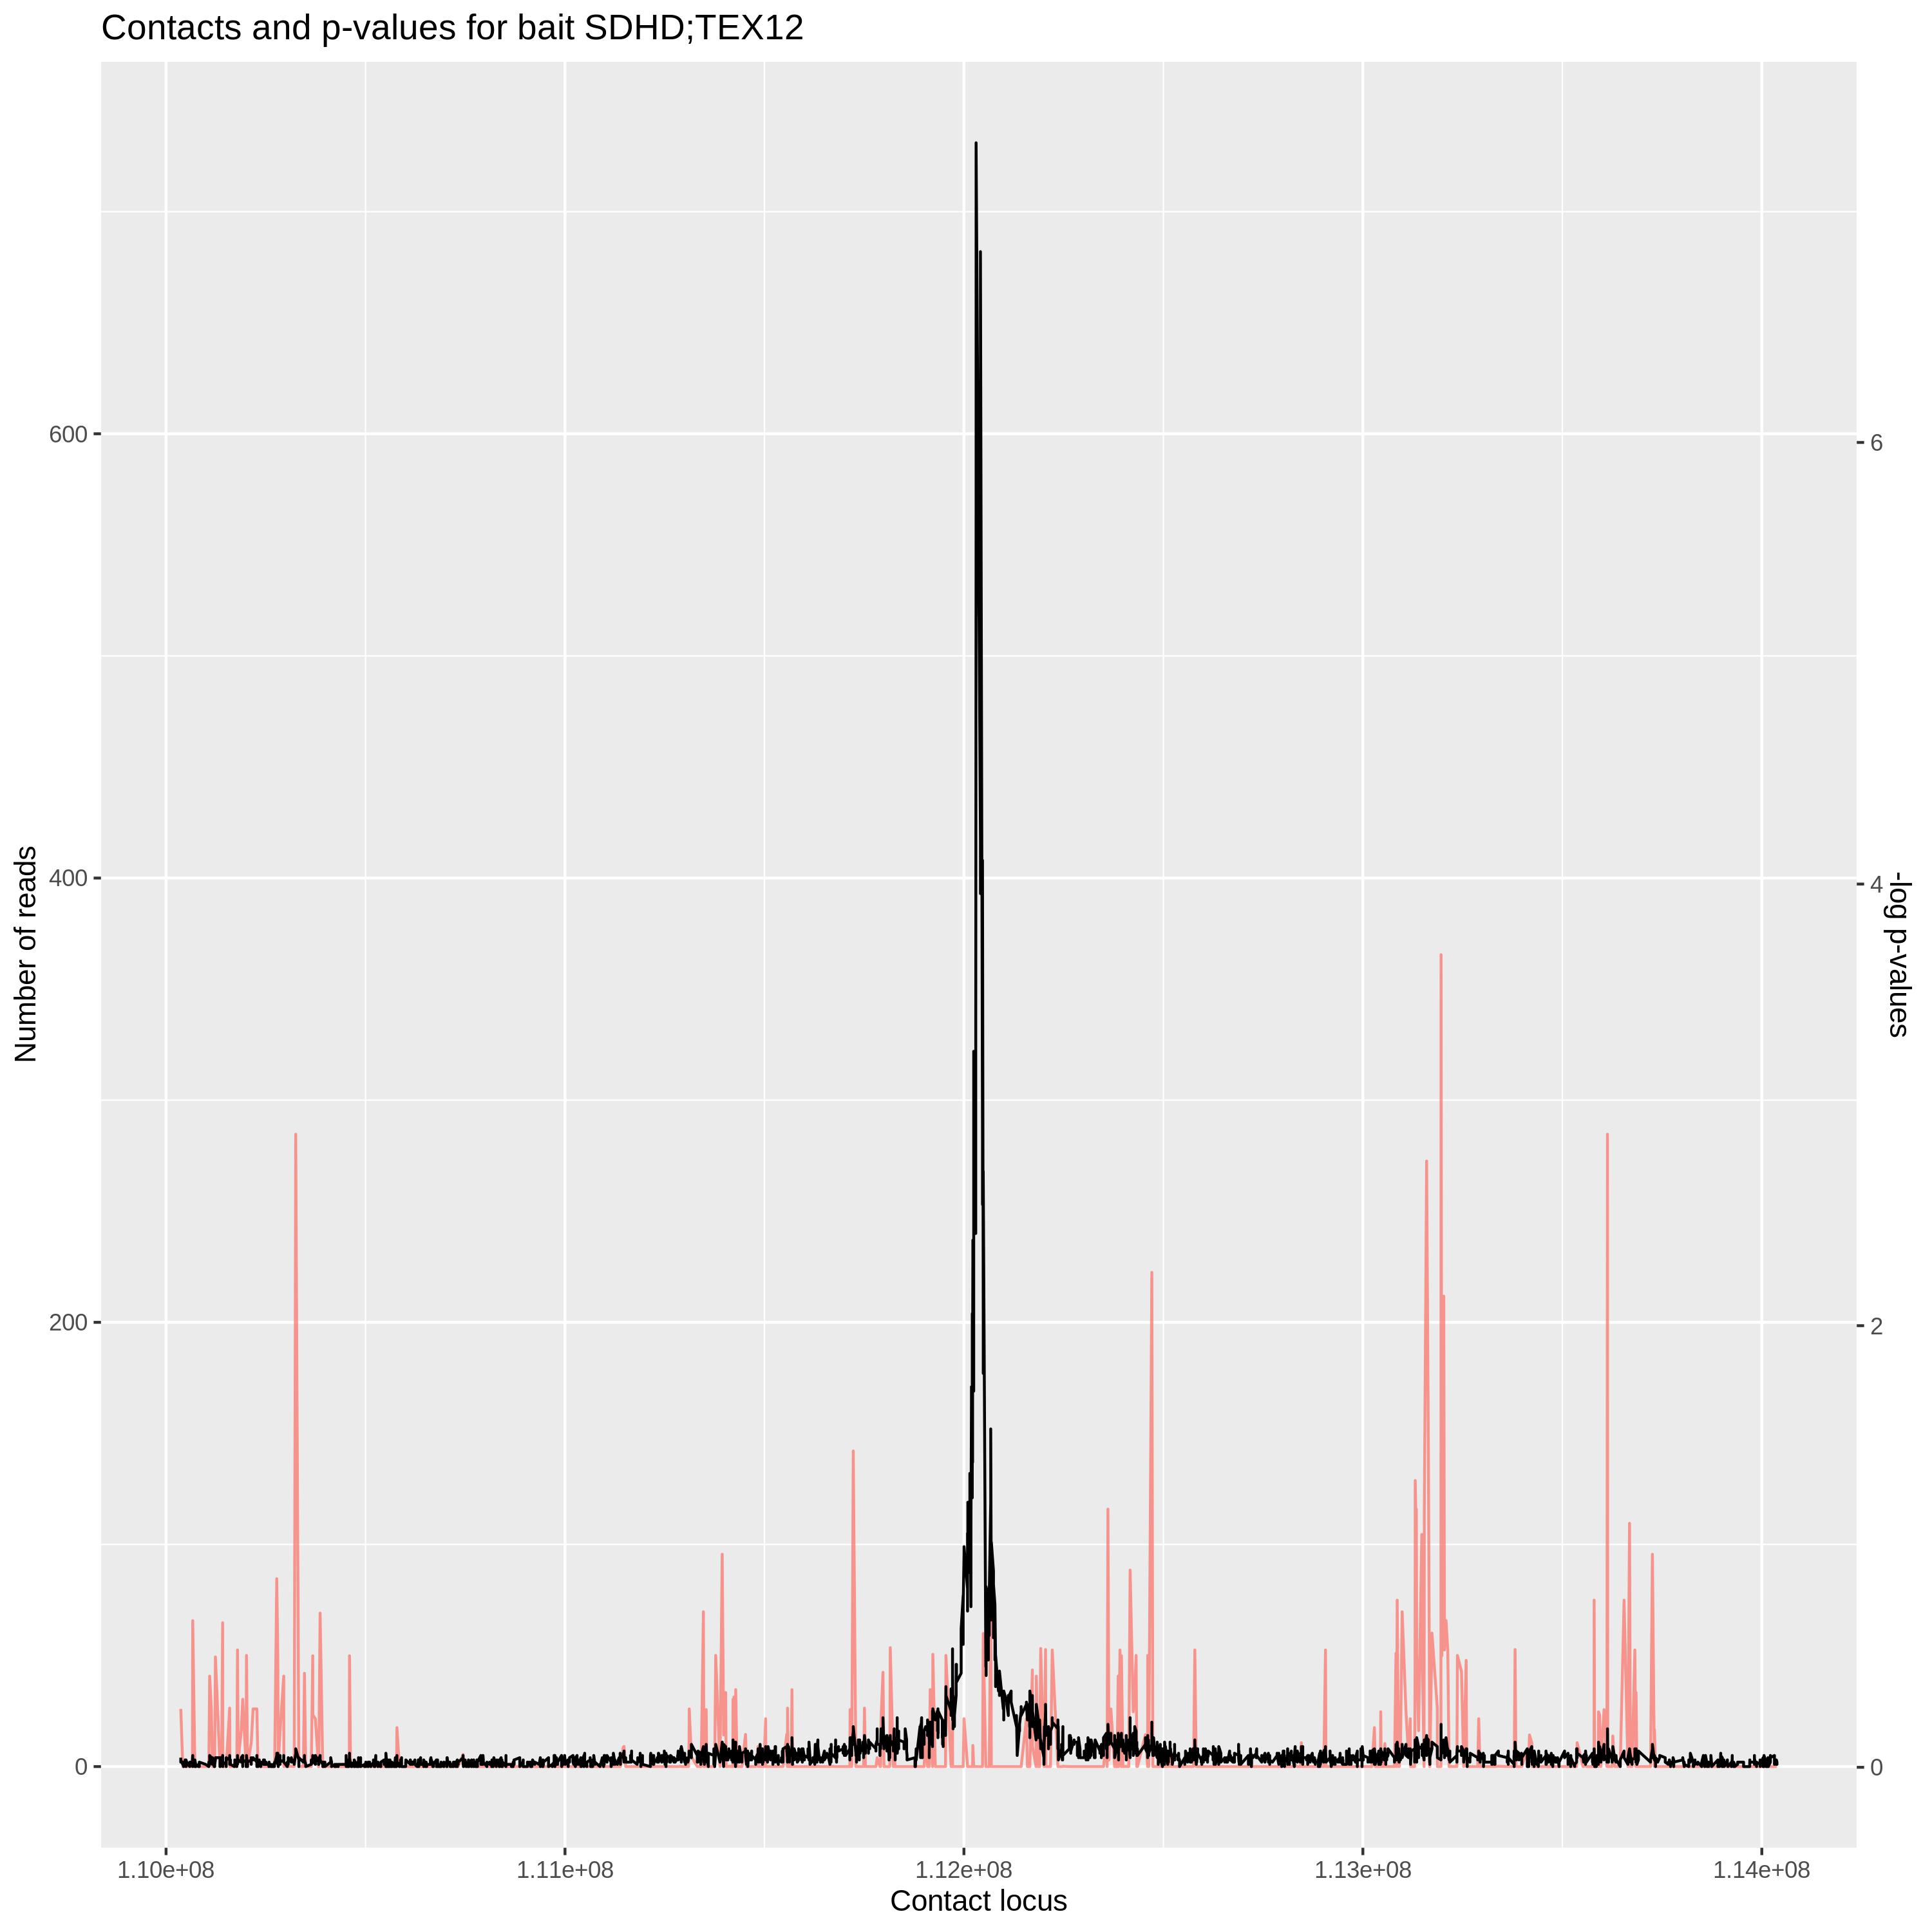 Contacts and p-values for bait SDHD;TEX12
Number of reads
600
400
200
0
6
4
2
0
-log p-values
1.10e+08
1.11e+08
1.12e+08
1.13e+08
1.14e+08
Contact locus